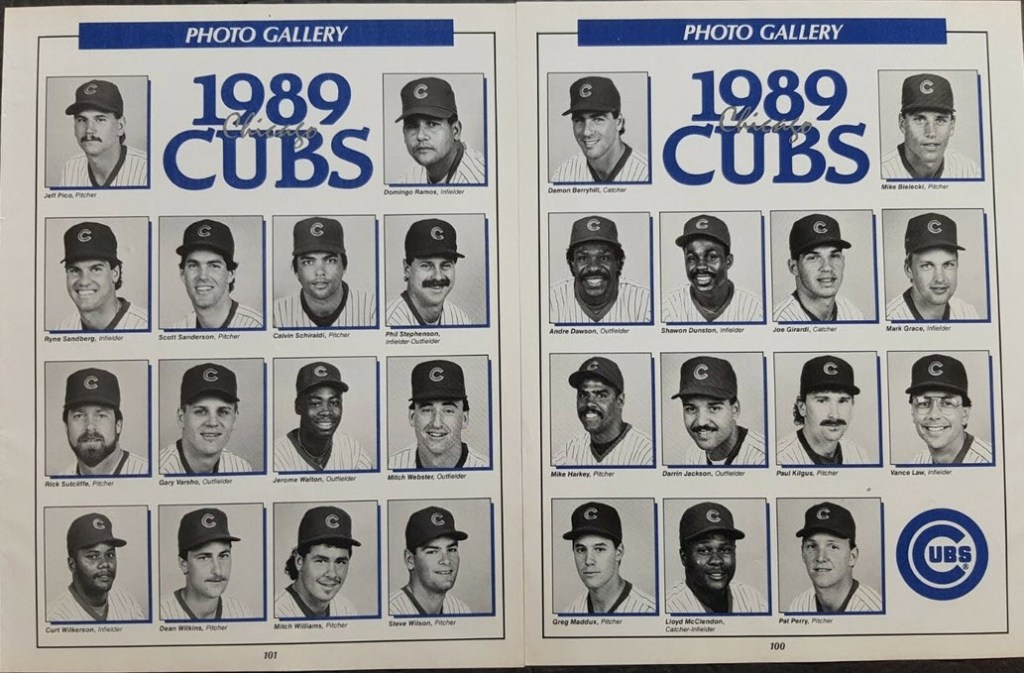 PHOTO GALLERY
1989
Chicago
CUBS
Jeff Pico, Pitcher
Domingo Ramos, Infielder
Ryne Sandberg, Infielder
Scott Sanderson, Pitcher
Calvin Schiraldi, Pitcher
Phil Stephenson,
Infielder-Outfielder
Rick Sutcliffe, Pitcher
Gary Varsho, Outfielder
Jerome Walton, Outfielder
Mitch Webster, Outfielder
Curt Wilkerson, Infielder
Dean Wilkins, Pitcher
Mitch Williams, Pitcher
Steve Wilson, Pitcher
101
PHOTO GALLERY
1989
Chicago
CUBS
Damon Berryhill, Catcher
Mike Bielecki, Pitcher
Andre Dawson, Outfielder
Shawon Dunston, Infielder
Joe Girardi, Catcher
Mark Grace, Infielder
Mike Harkey, Pitcher
Darrin Jackson, Outfielder
Paul Kilgus, Pitcher
Vance Law, Infielder
Greg Maddux, Pitcher
Lloyd McClendon,
Catcher-Infielder
Pat Perry, Pitcher
CUBS®
100